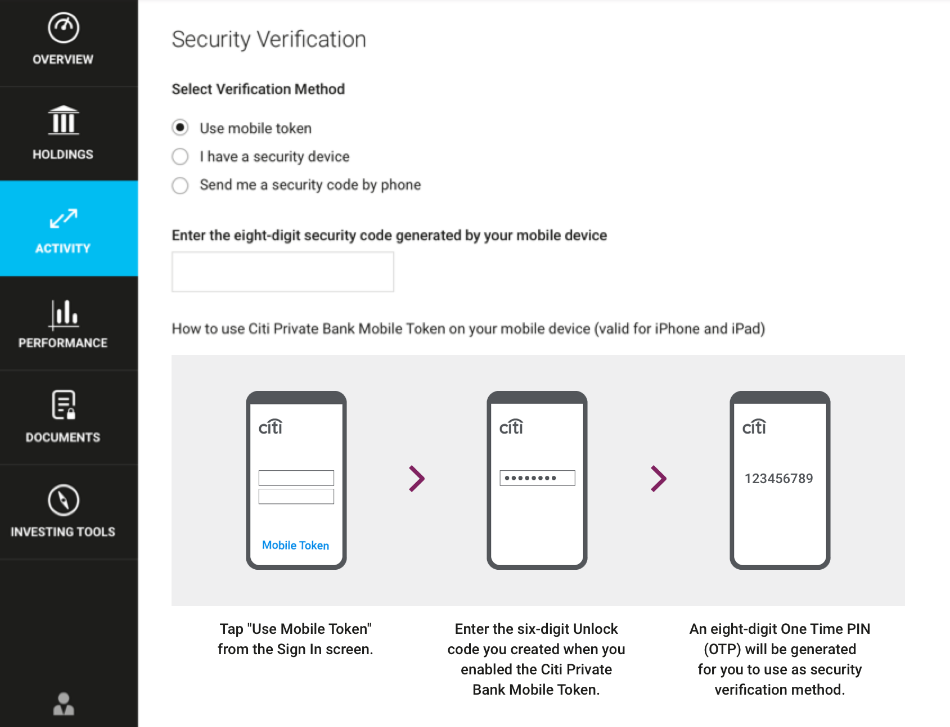 OVERVIEW
HOLDINGS
ACTIVITY
PERFORMANCE
DOCUMENTS
INVESTING TOOLS
Security Verification
Select Verification Method
Use mobile token
I have a security device
Send me a security code by phone
Enter the eight-digit security code generated by your mobile device
How to use Citi Private Bank Mobile Token on your mobile device (valid for iPhone and iPad)
citi
Mobile Token
citi
citi
123456789
Tap "Use Mobile Token"
from the Sign In screen.
Enter the six-digit Unlock
code you created when you
enabled the Citi Private
Bank Mobile Token.
An eight-digit One Time PIN
(OTP) will be generated
for you to use as security
verification method.